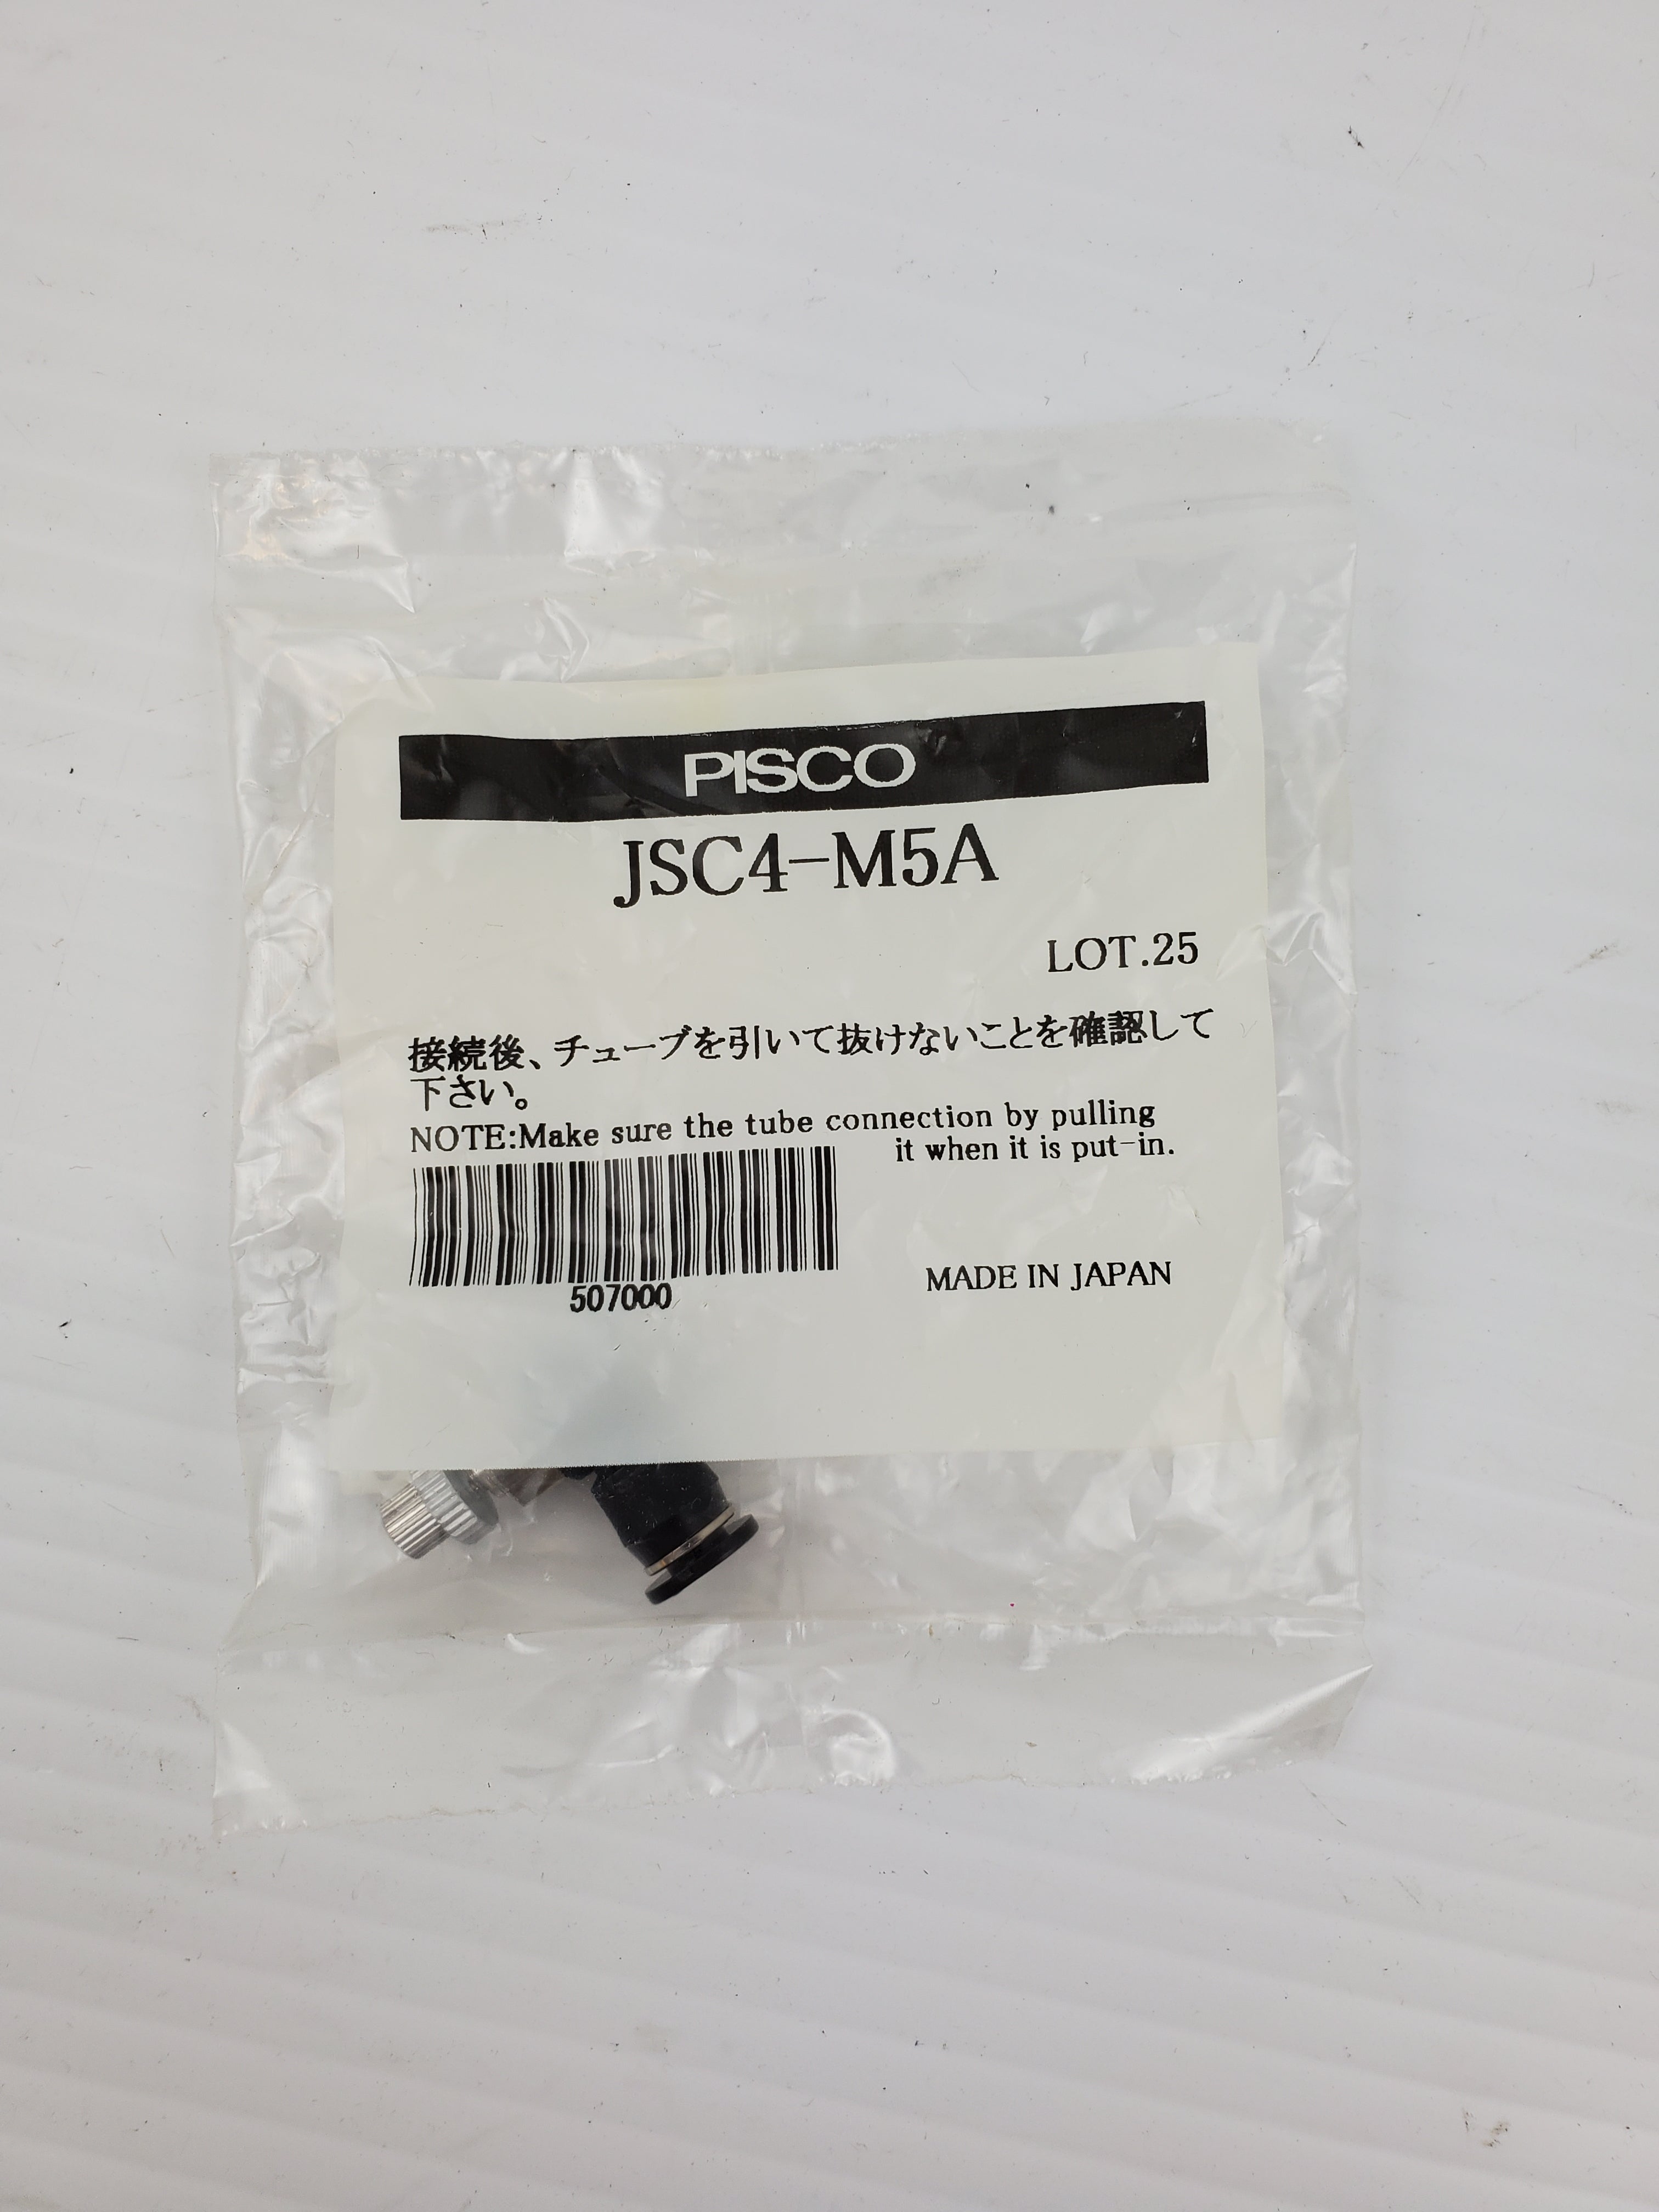 PISCO
JSC4-M5A
LOT.25
接続後、チューブを引いて抜けないことを確認して
下さい。
NOTE:Make sure the tube connection by pulling
it when it is put-in.
507000
MADE IN JAPAN